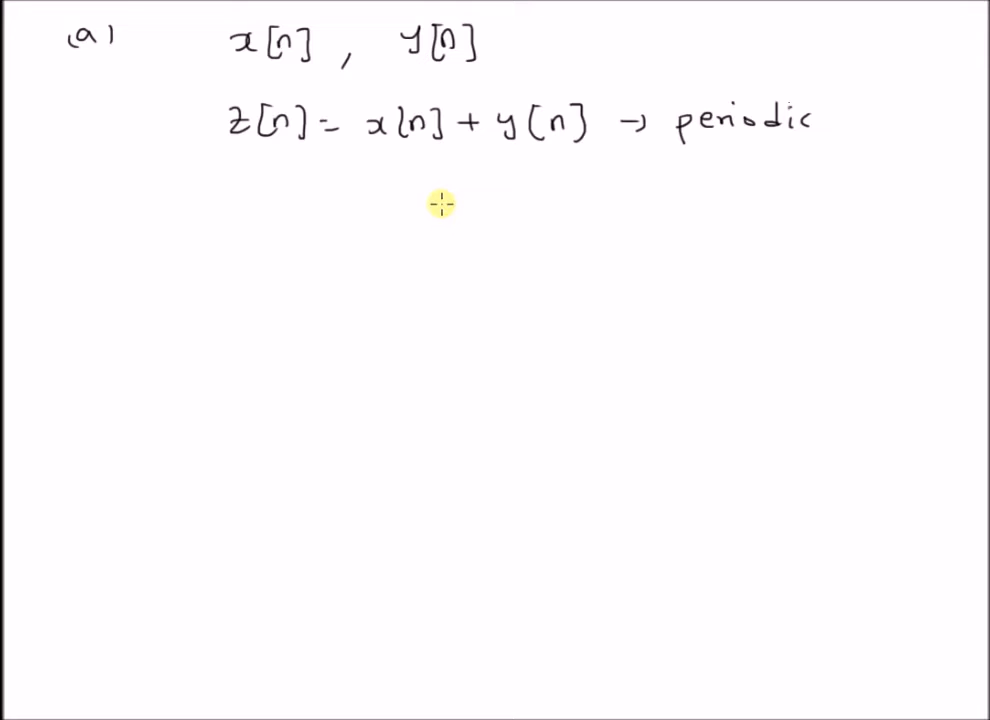 (a) x[n] , y[n]
z[n] = x[n] + y[n] → periodic